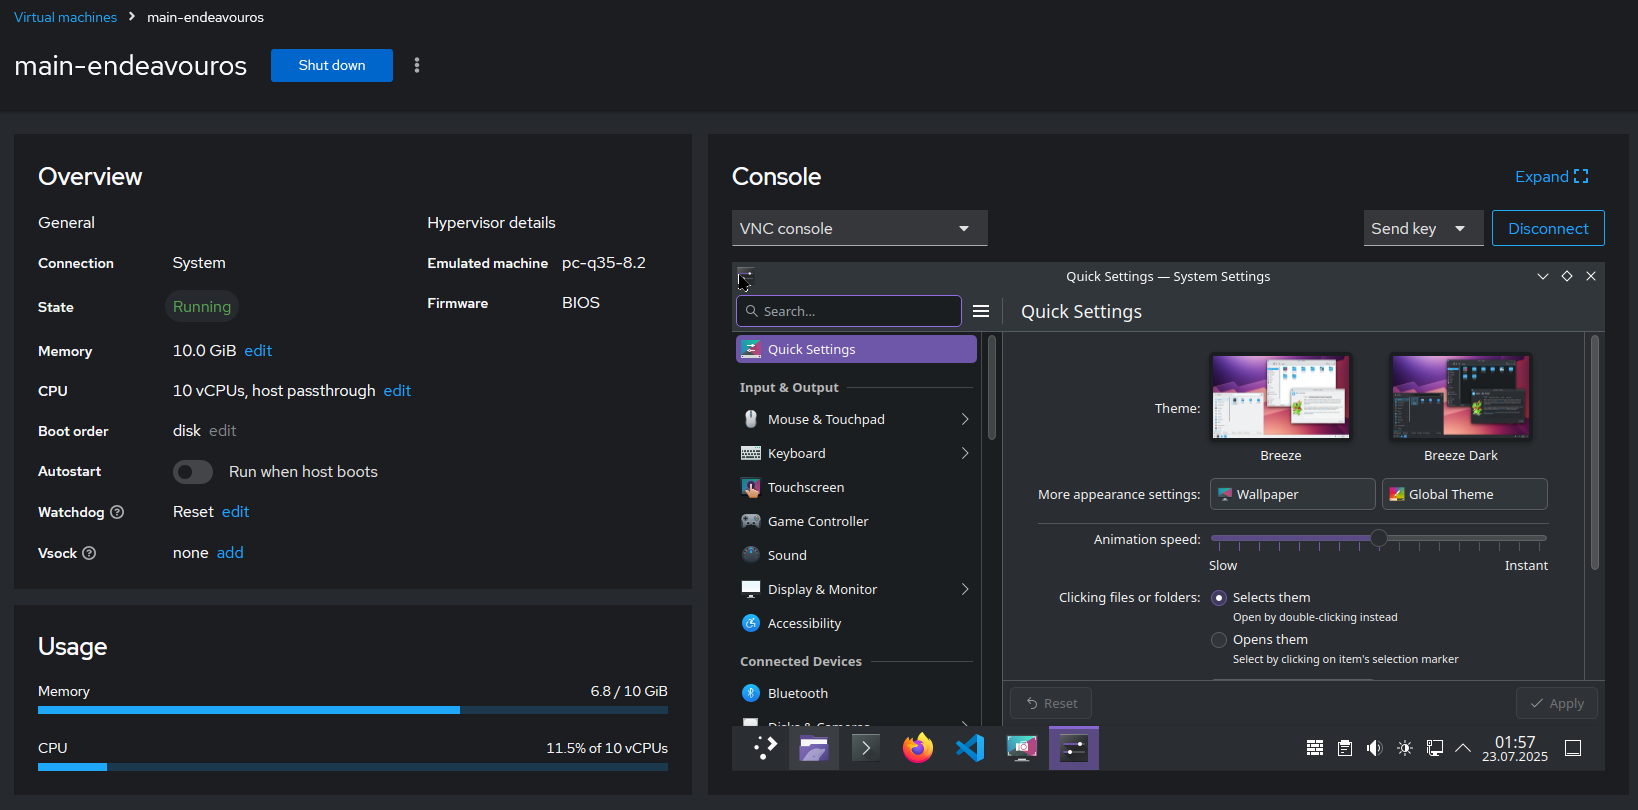 Virtual machines > main-endeavouros
main-endeavouros
Shut down
Overview
General
Connection System
State Running
Memory 10.0 GiB edit
CPU 10 vCPUs, host passthrough edit
Boot order disk edit
Autostart Run when host boots
Watchdog Reset edit
Vsock none add
Hypervisor details
Emulated machine pc-q35-8.2
Firmware BIOS
Usage
Memory 6.8 / 10 GiB
CPU 11.5% of 10 vCPUs
Console
Expand
VNC console
Send key
Disconnect
Quick Settings — System Settings
Search...
Quick Settings
Quick Settings
Input & Output
Mouse & Touchpad
Keyboard
Touchscreen
Game Controller
Sound
Display & Monitor
Accessibility
Connected Devices
Bluetooth
Disks & Cameras
Theme:
Breeze
Breeze Dark
More appearance settings: Wallpaper Global Theme
Animation speed:
Slow Instant
Clicking files or folders: Selects them
Open by double-clicking instead
Opens them
Select by clicking on item's selection marker
Reset
Apply
01:57
23.07.2025